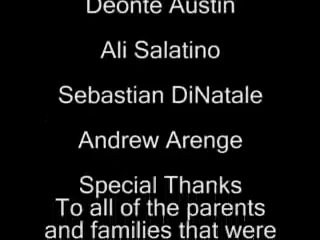 Deonte Austin
Ali Salatino
Sebastian DiNatale
Andrew Arenge
Special Thanks
To all of the parents
and families that were